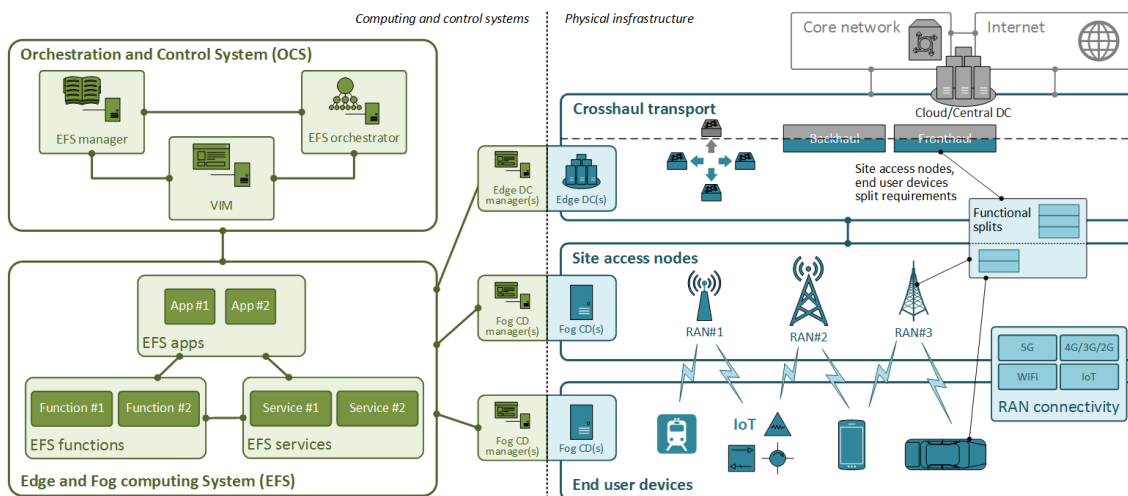 Computing and control systems
Physical insfrastructure
Orchestration and Control System (OCS)
EFS manager
EFS orchestrator
VIM
App #1
App #2
EFS apps
Function #1
Function #2
EFS functions
Service #1
Service #2
EFS services
Edge and Fog computing System (EFS)
Edge DC
manager(s)
Edge DC(s)
Fog CD
manager(s)
Fog CD(s)
Fog CD
manager(s)
Fog CD(s)
Core network
Internet
Cloud/Central DC
Crosshaul transport
Backhaul
Fronthaul
Site access nodes,
end user devices
split requirements
Functional
splits
Site access nodes
RAN#1
RAN#2
RAN#3
5G
4G/3G/2G
WiFi
IoT
RAN connectivity
IoT
End user devices